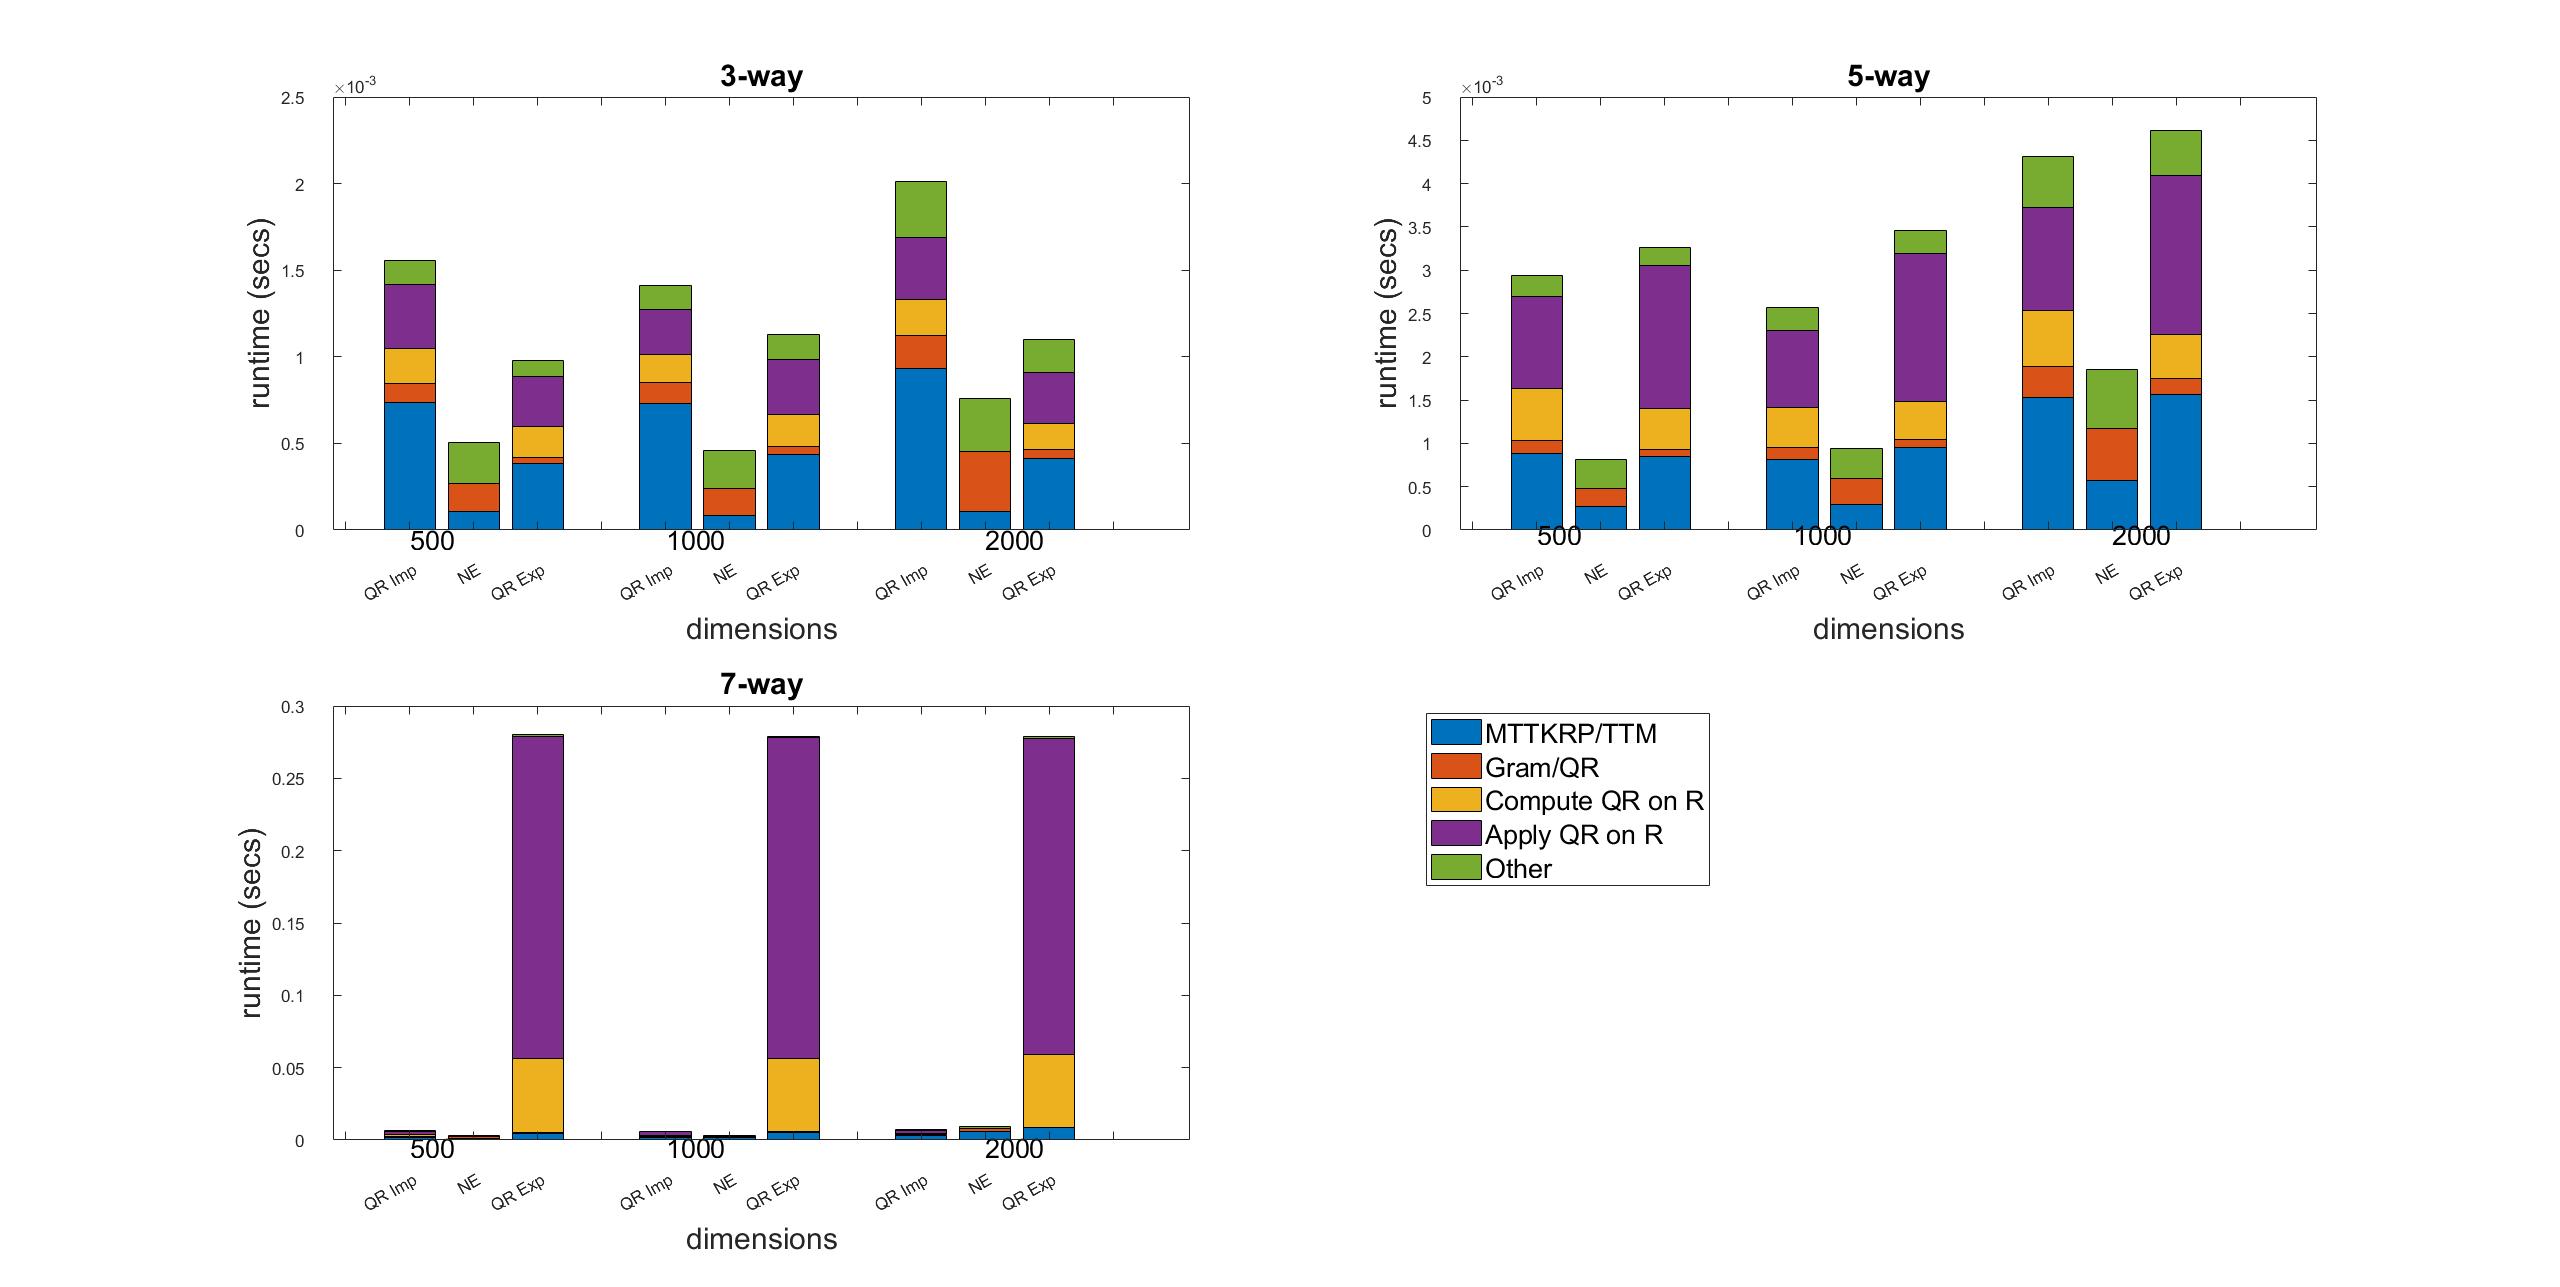 3-way
×10-3
2.5
2
1.5
1
0.5
0
runtime (secs)
500 1000 2000
QR Imp NE QR Exp QR Imp NE QR Exp QR Imp NE QR Exp
dimensions
5-way
×10-3
5
4.5
4
3.5
3
2.5
2
1.5
1
0.5
0
runtime (secs)
500 1000 2000
QR Imp NE QR Exp QR Imp NE QR Exp QR Imp NE QR Exp
dimensions
7-way
0.3
0.25
0.2
0.15
0.1
0.05
0
runtime (secs)
500 1000 2000
QR Imp NE QR Exp QR Imp NE QR Exp QR Imp NE QR Exp
dimensions
MTTKRP/TTM
Gram/QR
Compute QR on R
Apply QR on R
Other